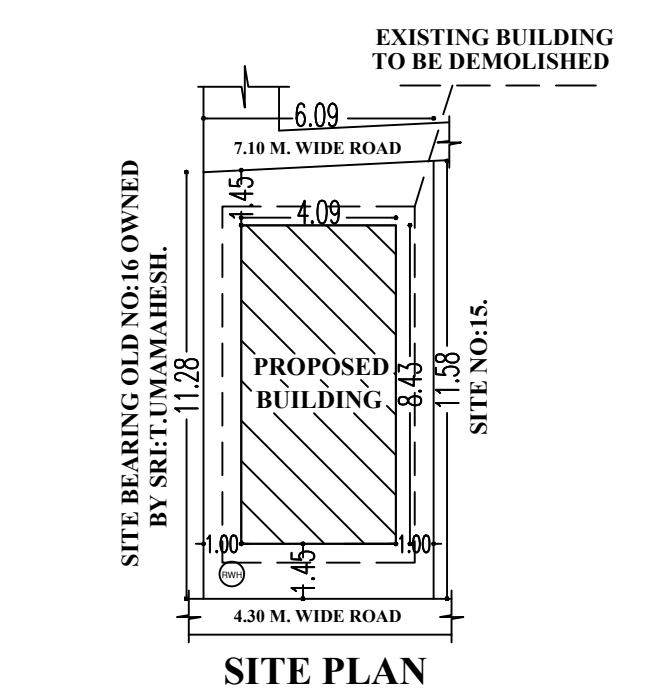 EXISTING BUILDING
TO BE DEMOLISHED
6.09
7.10 M. WIDE ROAD
1.45
4.09
SITE BEARING OLD NO:16 OWNED
BY SRI:T.UMAMAHESH.
11.28
PROPOSED
BUILDING
8.43
11.58
SITE NO:15.
1.00
1.00
1.45
RWH
4.30 M. WIDE ROAD
SITE PLAN